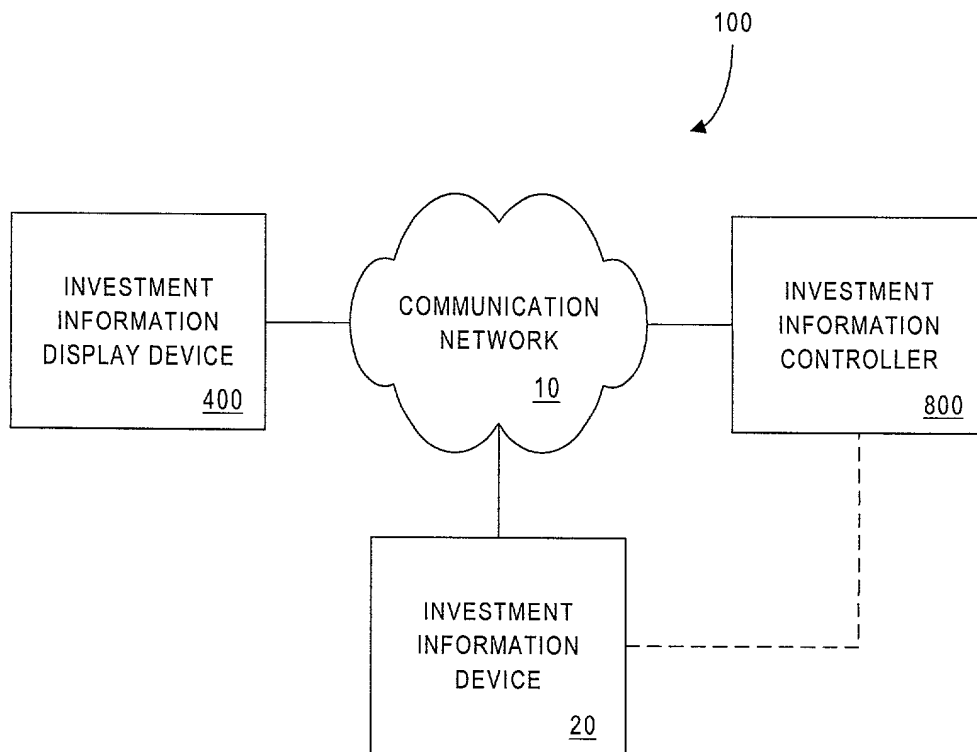 100
INVESTMENT
INFORMATION
DISPLAY DEVICE
400
COMMUNICATION
NETWORK
10
INVESTMENT
INFORMATION
CONTROLLER
800
INVESTMENT
INFORMATION
DEVICE
20